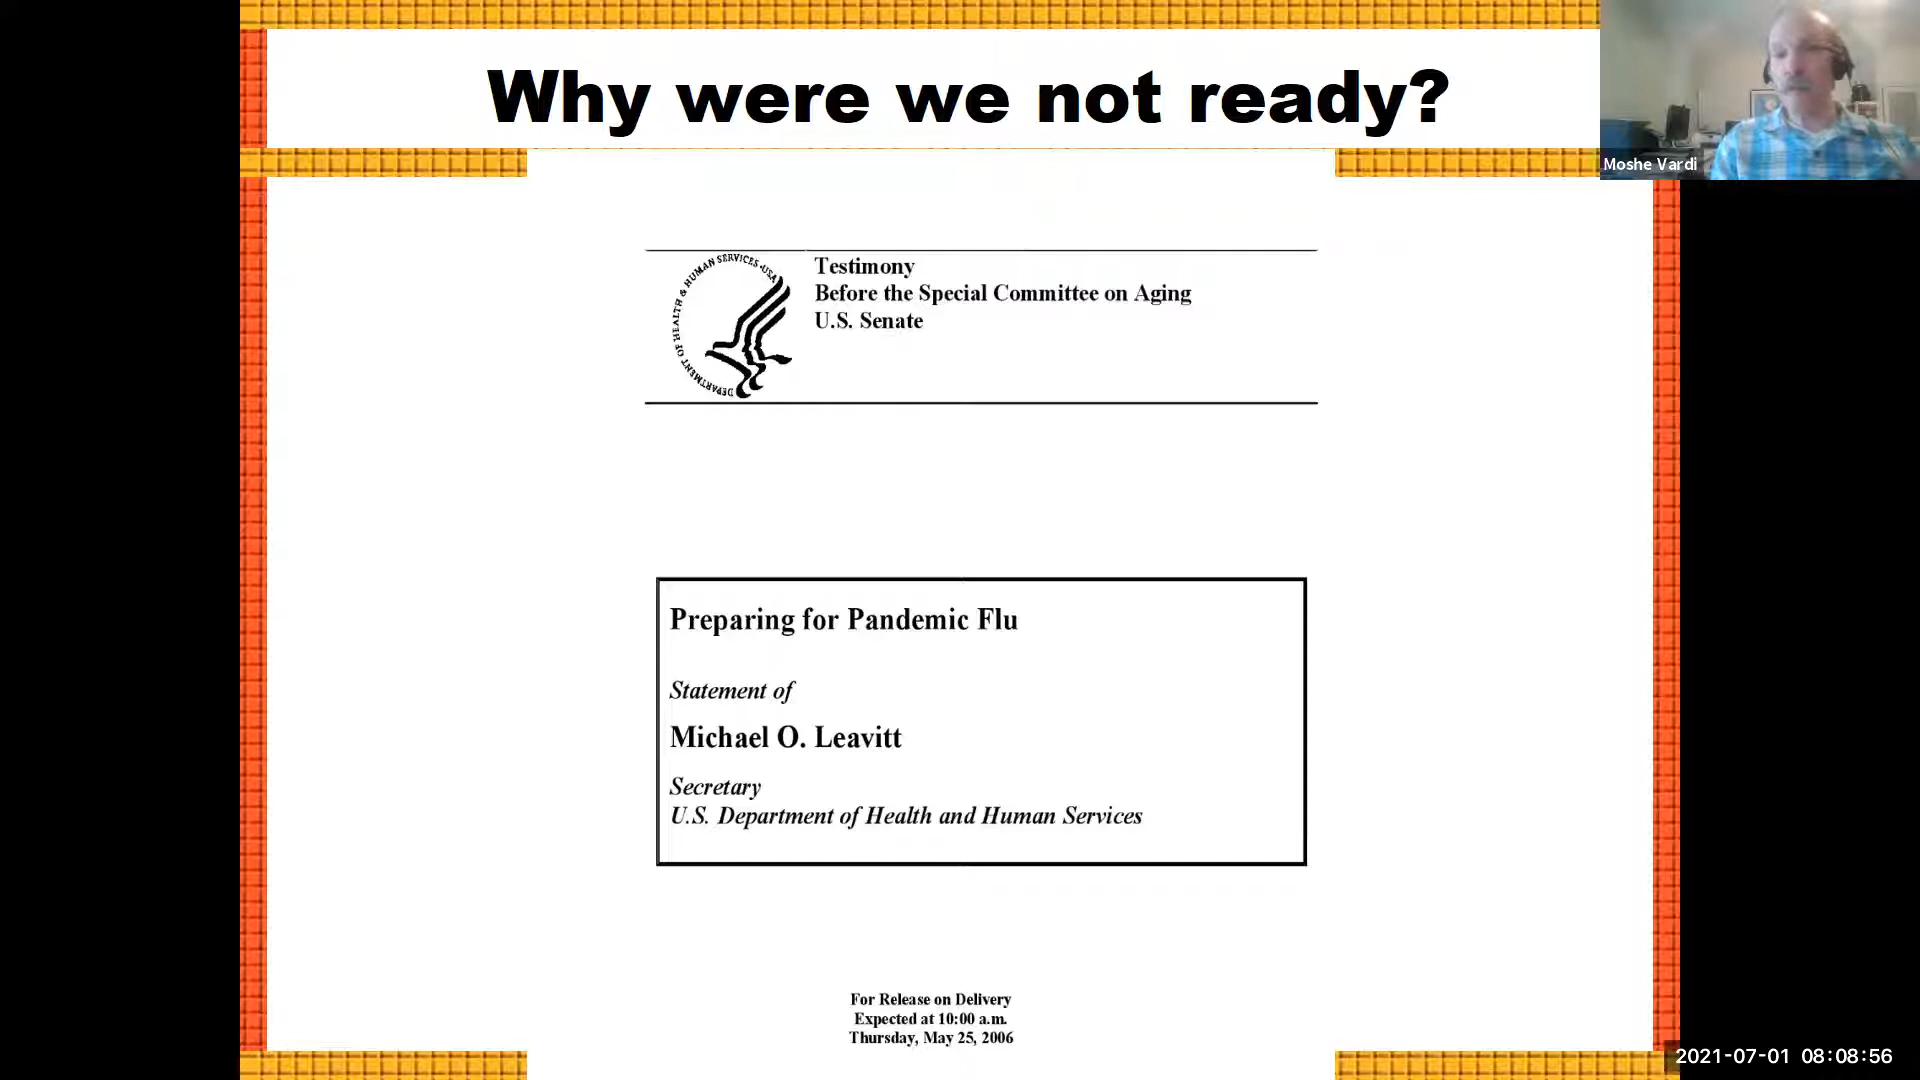 Why were we not ready?
Moshe Vardi
DEPARTMENT OF HEALTH & HUMAN SERVICES • USA
Testimony
Before the Special Committee on Aging
U.S. Senate
Preparing for Pandemic Flu
Statement of
Michael O. Leavitt
Secretary
U.S. Department of Health and Human Services
For Release on Delivery
Expected at 10:00 a.m.
Thursday, May 25, 2006
2021-07-01 08:08:56